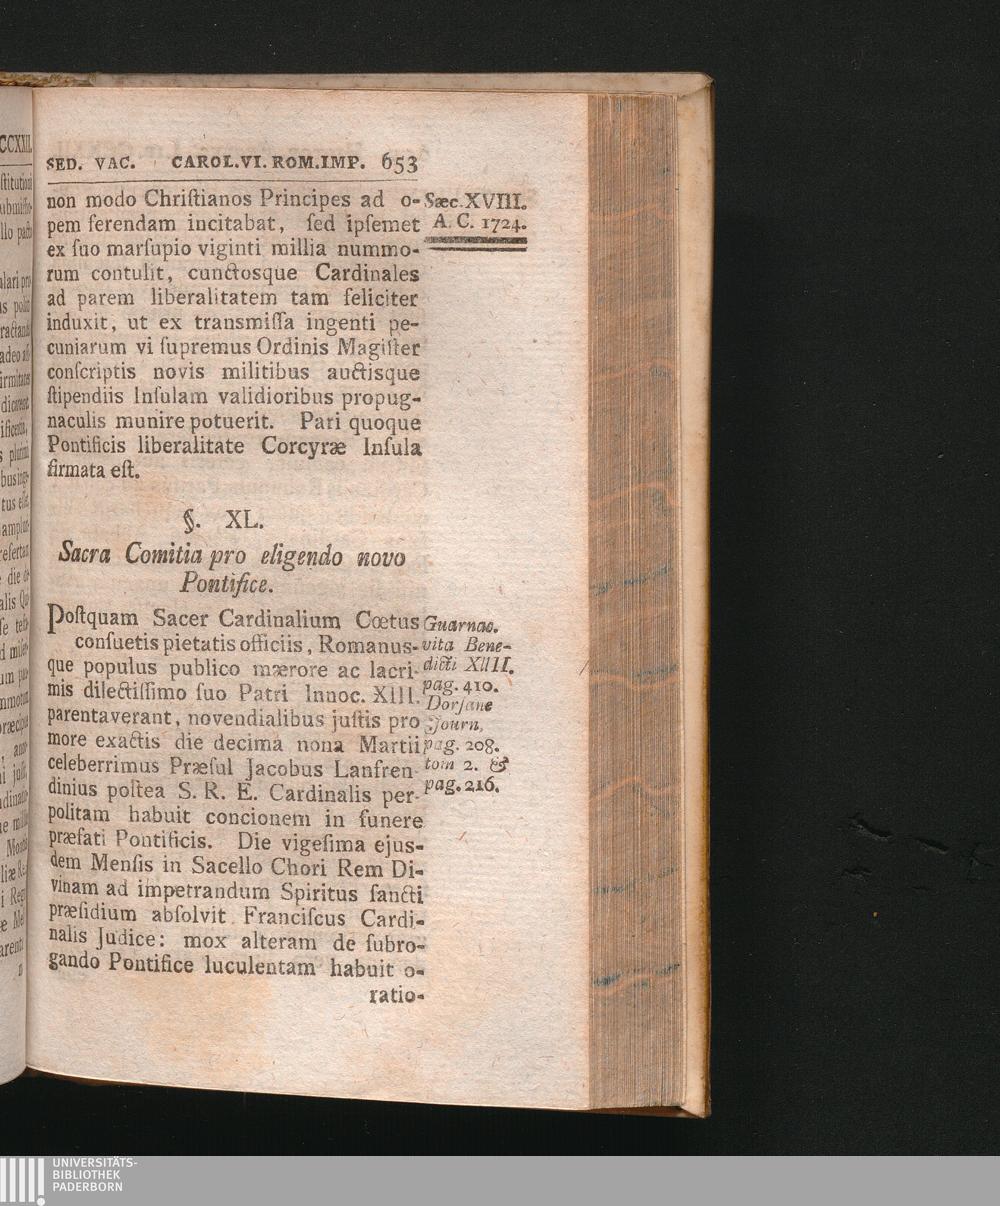 SED. VAC. CAROL.VI. ROM.IMP. 653
non modo Chriſtianos Principes ad o-
pem ferendam incitabat, ſed ipſemet
ex ſuo marſupio viginti millia nummo-
rum contulit, cunctosque Cardinales
ad parem liberalitatem tam feliciter
induxit, ut ex transmiſſa ingenti pe-
cuniarum vi ſupremus Ordinis Magiſter
conſcriptis novis militibus auctisque
ſtipendiis Inſulam validioribus propug-
naculis munire potuerit. Pari quoque
Pontificis liberalitate Corcyræ Inſula
firmata eſt.
Sæc.XVIII.
A. C. 1724.
§. XL.
Sacra Comitia pro eligendo novo
Pontifice.
Poſtquam Sacer Cardinalium Cœtus
conſuetis pietatis officiis, Romanus-
que populus publico mærore ac lacri-
mis dilectiſſimo ſuo Patri Innoc. XIII.
parentaverant, novendialibus juſtis pro
more exactis die decima nona Martii
celeberrimus Præſul Jacobus Lanfren-
dinius poſtea S. R. E. Cardinalis per-
politam habuit concionem in funere
præfati Pontificis. Die vigeſima ejus-
dem Menſis in Sacello Chori Rem Di-
vinam ad impetrandum Spiritus ſancti
præſidium abſolvit Franciſcus Cardi-
nalis Judice: mox alteram de ſubro-
gando Pontifice luculentam habuit o-
ratio-
Guarnac.
vita Bene-
dicti XIII.
pag. 410.
Dorſane
Journ,
pag. 208.
tom 2. &
pag. 216.
UNIVERSITÄTS-
BIBLIOTHEK
PADERBORN